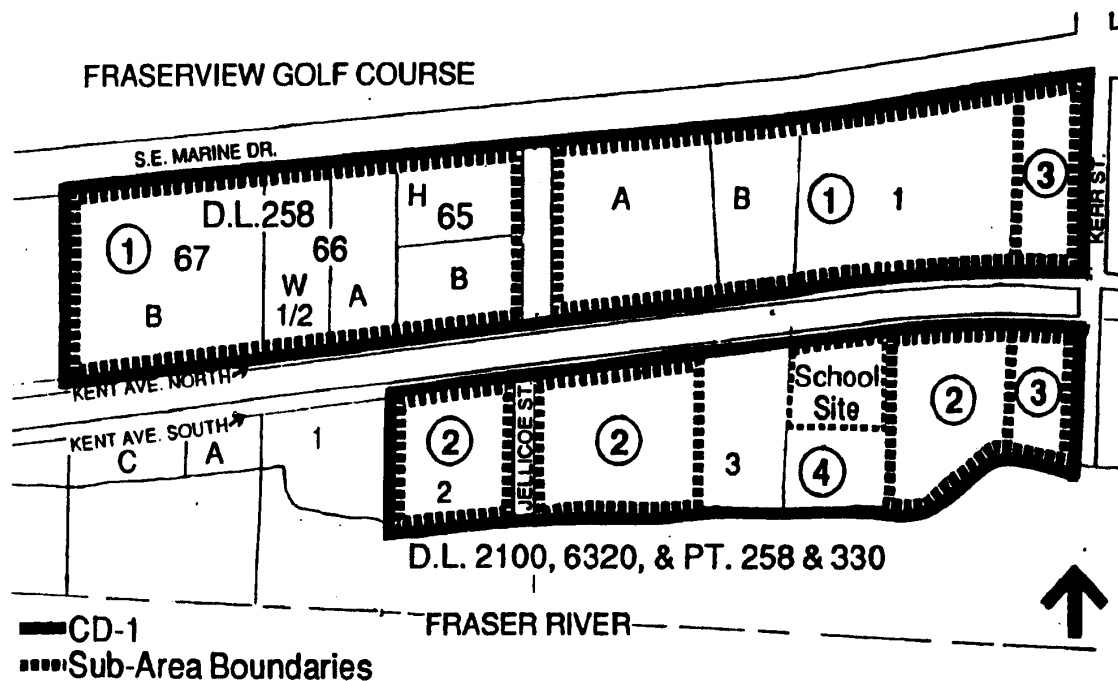 L
FRASERVIEW GOLF COURSE
S.E. MARINE DR.
D.L.258
H
65
A
B
① 1
③
KERR ST.
① 67
66
W
1/2
A
B
B
KENT AVE. NORTH
School
Site
KENT AVE. SOUTH
C
A
1
②
2
JELLICOE ST.
②
3
④
②
③
D.L. 2100, 6320, & PT. 258 & 330
FRASER RIVER
CD-1
Sub-Area Boundaries